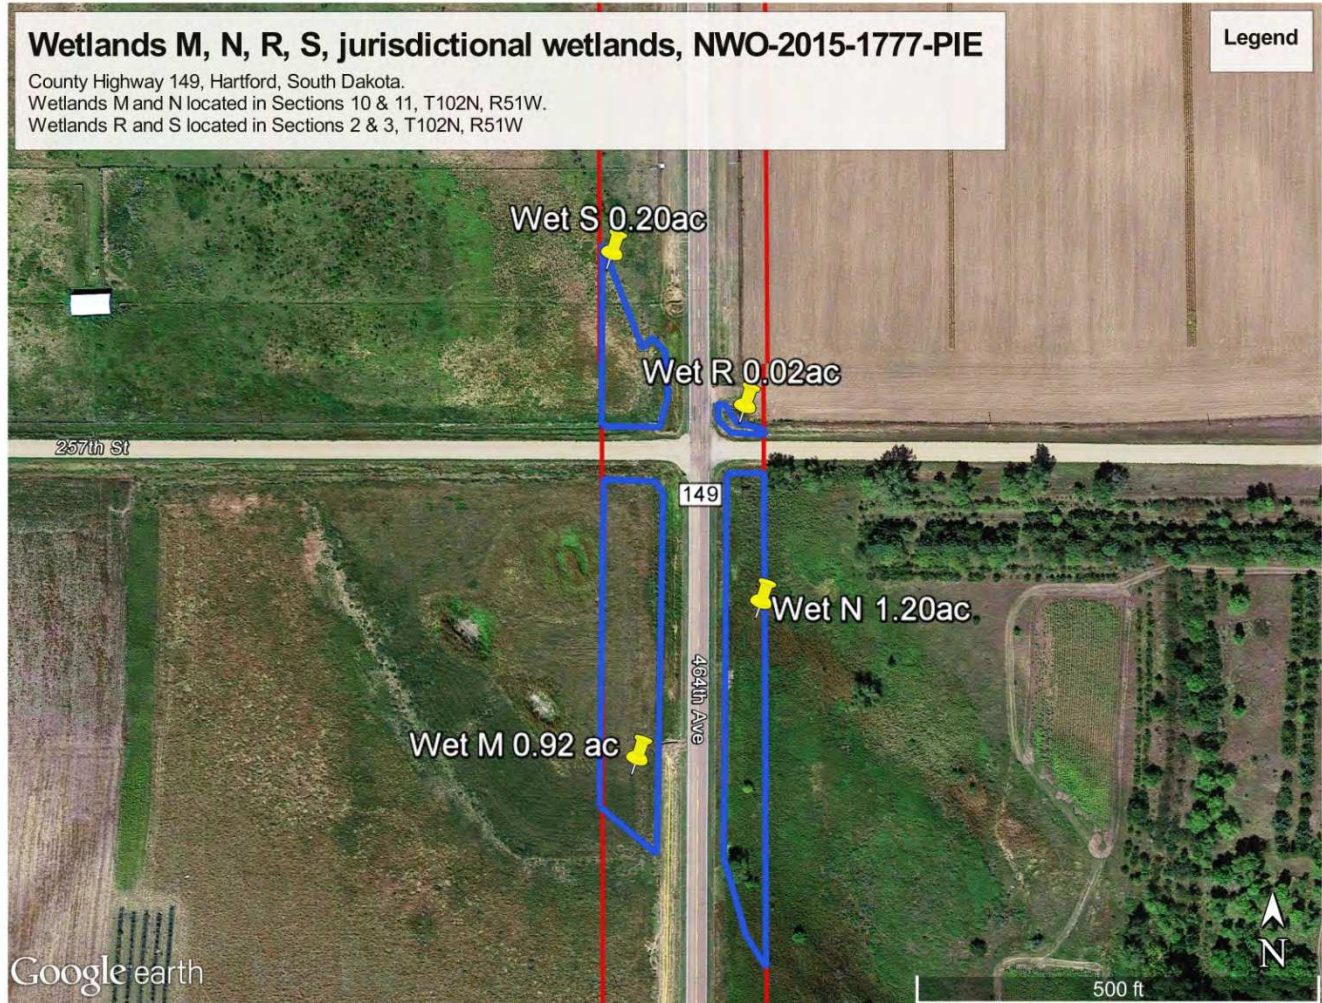 Wetlands M, N, R, S, jurisdictional wetlands, NWO-2015-1777-PIE
County Highway 149, Hartford, South Dakota.
Wetlands M and N located in Sections 10 & 11, T102N, R51W.
Wetlands R and S located in Sections 2 & 3, T102N, R51W
Legend
Wet S 0.20ac
Wet R 0.02ac
257th St
149
Wet N 1.20ac
464th Ave
Wet M 0.92 ac
N
Google earth
500 ft